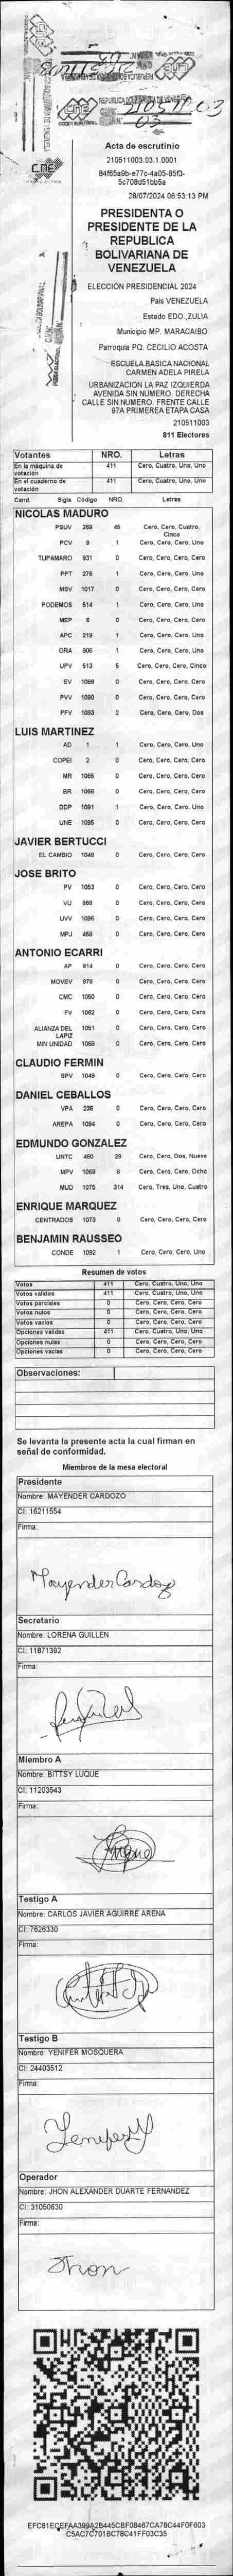 CNE
Acta de escrutinio
210511003.03.1.0001
28/07/2024 06:53:13 PM
PRESIDENTA O
PRESIDENTE DE LA
REPUBLICA
BOLIVARIANA DE
VENEZUELA
ELECCIÓN PRESIDENCIAL 2024
País VENEZUELA
Estado EDO. ZULIA
Municipio MP. MARACAIBO
Parroquia PQ. CECILIO ACOSTA
ESCUELA BASICA NACIONAL
CARMEN ADELA PIRELA
URBANIZACION LA PAZ IZQUIERDA
AVENIDA SIN NUMERO. DERECHA
CALLE SIN NUMERO. FRENTE CALLE
97A PRIMEREA ETAPA CASA
210511003
811 Electores
Votantes NRO. Letras
En la máquina de votación 411 Cero, Cuatro, Uno, Uno
En el cuaderno de votación 411 Cero, Cuatro, Uno, Uno
Cand. Sigla Código NRO. Letras
NICOLAS MADURO
PSUV 269 45 Cero, Cero, Cuatro, Cinco
PCV 9 1 Cero, Cero, Cero, Uno
TUPAMARO 931 0 Cero, Cero, Cero, Cero
PPT 276 1 Cero, Cero, Cero, Uno
MSV 1017 0 Cero, Cero, Cero, Cero
PODEMOS 514 1 Cero, Cero, Cero, Uno
MEP 6 0 Cero, Cero, Cero, Cero
APC 219 1 Cero, Cero, Cero, Uno
ORA 906 1 Cero, Cero, Cero, Uno
UPV 513 5 Cero, Cero, Cero, Cinco
EV 1089 0 Cero, Cero, Cero, Cero
PVV 1090 0 Cero, Cero, Cero, Cero
PFV 1093 2 Cero, Cero, Cero, Dos
LUIS MARTINEZ
AD 1 1 Cero, Cero, Cero, Uno
COPEI 2 0 Cero, Cero, Cero, Cero
MR 1065 0 Cero, Cero, Cero, Cero
BR 1066 0 Cero, Cero, Cero, Cero
DDP 1091 1 Cero, Cero, Cero, Uno
UNE 1095 0 Cero, Cero, Cero, Cero
JAVIER BERTUCCI
EL CAMBIO 1048 0 Cero, Cero, Cero, Cero
JOSE BRITO
PV 1053 0 Cero, Cero, Cero, Cero
VU 868 0 Cero, Cero, Cero, Cero
UVV 1096 0 Cero, Cero, Cero, Cero
MPJ 458 0 Cero, Cero, Cero, Cero
ANTONIO ECARRI
AP 814 0 Cero, Cero, Cero, Cero
MOVEV 978 0 Cero, Cero, Cero, Cero
CMC 1050 0 Cero, Cero, Cero, Cero
FV 1062 0 Cero, Cero, Cero, Cero
ALIANZA DEL LAPIZ 1051 0 Cero, Cero, Cero, Cero
MIN UNIDAD 1069 0 Cero, Cero, Cero, Cero
CLAUDIO FERMIN
SPV 1049 0 Cero, Cero, Cero, Cero
DANIEL CEBALLOS
VPA 236 0 Cero, Cero, Cero, Cero
AREPA 1094 0 Cero, Cero, Cero, Cero
EDMUNDO GONZALEZ
UNTC 460 29 Cero, Cero, Dos, Nueve
MPV 1069 8 Cero, Cero, Cero, Ocho
MUD 1075 314 Cero, Tres, Uno, Cuatro
ENRIQUE MARQUEZ
CENTRADOS 1073 0 Cero, Cero, Cero, Cero
BENJAMIN RAUSSEO
CONDE 1092 1 Cero, Cero, Cero, Uno
Resumen de votos
Votos 411 Cero, Cuatro, Uno, Uno
Votos validos 411 Cero, Cuatro, Uno, Uno
Votos parciales 0 Cero, Cero, Cero, Cero
Votos nulos 0 Cero, Cero, Cero, Cero
Votos vacios 0 Cero, Cero, Cero, Cero
Opciones validas 411 Cero, Cuatro, Uno, Uno
Opciones nulas 0 Cero, Cero, Cero, Cero
Opciones vacias 0 Cero, Cero, Cero, Cero
Observaciones:
Se levanta la presente acta la cual firman en
señal de conformidad.
Miembros de la mesa electoral
Presidente
Nombre: MAYENDER CARDOZO
CI: 16211554
Firma:
Mayender Cardozo
Secretario
Nombre: LORENA GUILLEN
CI: 11871392
Firma:
Miembro A
Nombre: BITTSY LUQUE
CI: 11203543
Firma:
Testigo A
Nombre: CARLOS JAVIER AGUIRRE ARENA
CI: 7626330
Firma:
Testigo B
Nombre: YENIFER MOSQUERA
CI: 24403512
Firma:
Operador
Nombre: JHON ALEXANDER DUARTE FERNANDEZ
CI: 31050630
Firma:
Jhon